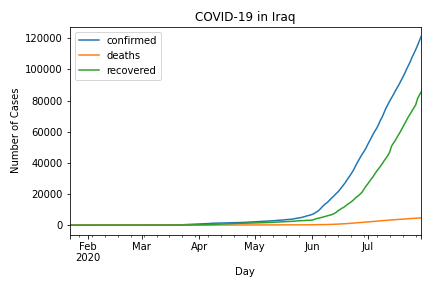 COVID-19 in Iraq
confirmed
deaths
recovered
Number of Cases
120000
100000
80000
60000
40000
20000
0
Feb Mar Apr May Jun Jul
2020
Day